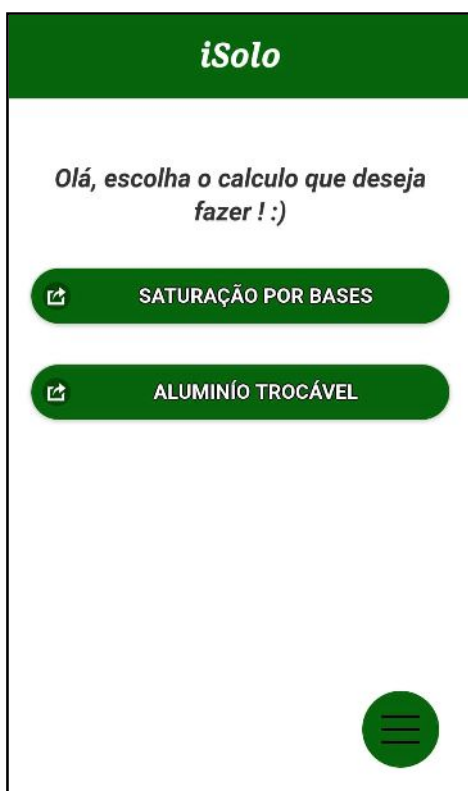 iSolo
Olá, escolha o calculo que deseja
fazer ! :)
SATURAÇÃO POR BASES
ALUMINÍO TROCÁVEL